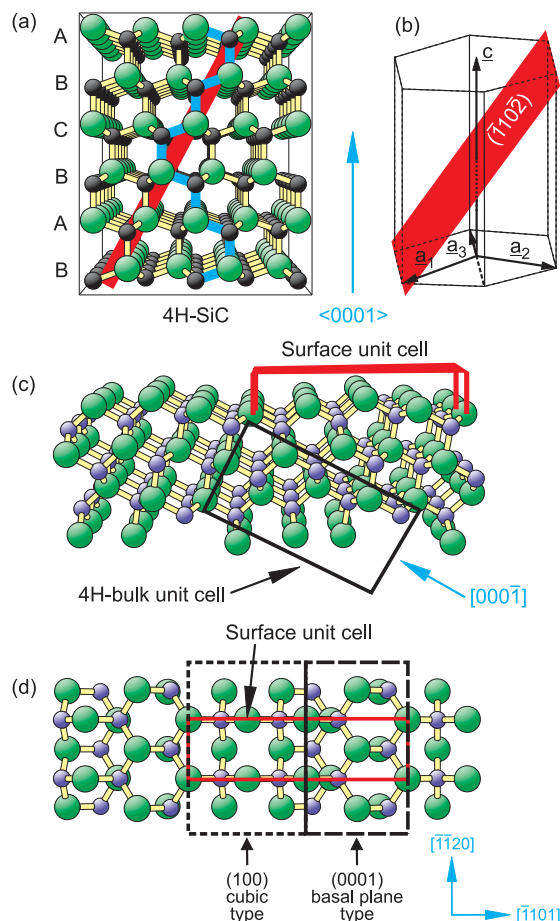 (a)
A
B
C
B
A
B
4H-SiC
<0001>
(b)
c
(1̅102̅)
a₃
a₁
a₂
Surface unit cell
(c)
4H-bulk unit cell
[0001̅]
Surface unit cell
(d)
(100)
cubic
type
(0001)
basal plane
type
[1̅1̅20]
[1̅101]